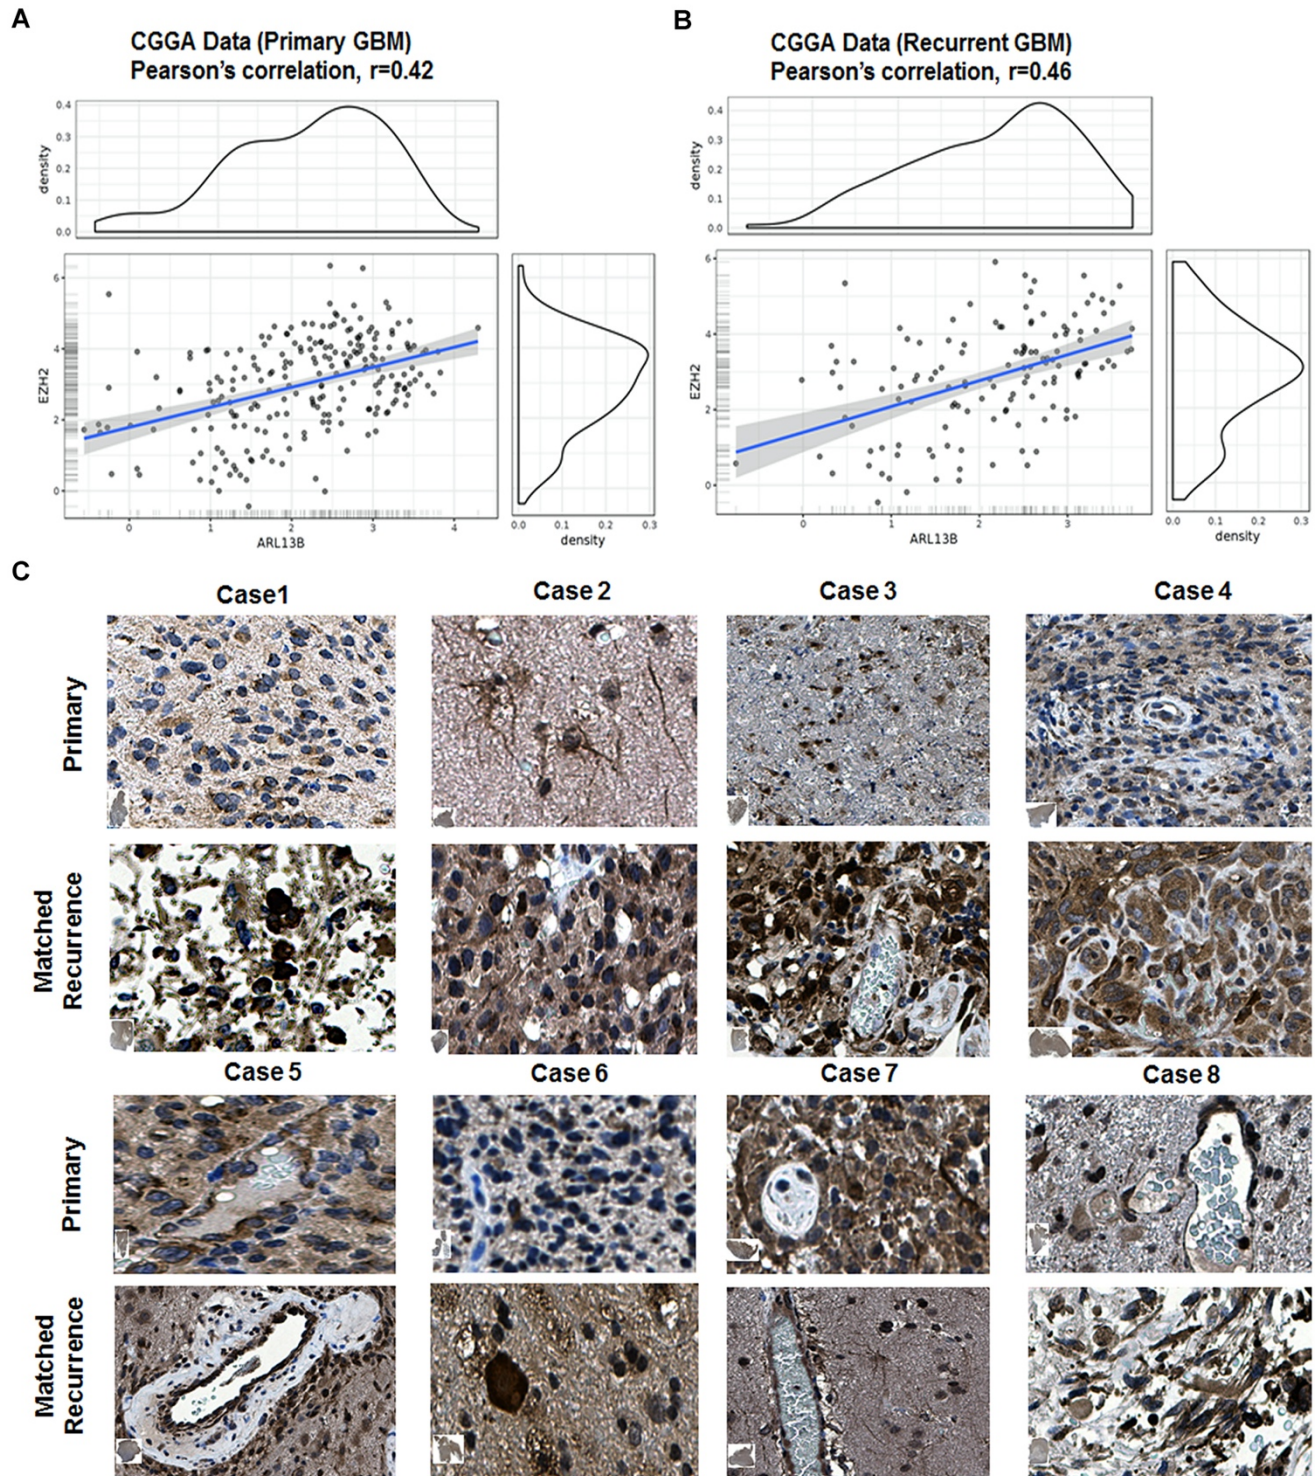 A
CGGA Data (Primary GBM)
Pearson's correlation, r=0.42
0.4
0.3
0.2
0.1
0.0
density
6
4
2
0
EZH2
0 1 2 3 4
ARL13B
0.0 0.1 0.2 0.3
density
B
CGGA Data (Recurrent GBM)
Pearson's correlation, r=0.46
0.4
0.3
0.2
0.1
0.0
density
6
4
2
0
EZH2
0 1 2 3
ARL13B
0.0 0.1 0.2 0.3
density
C
Case1 Case 2 Case 3 Case 4
Primary
Matched
Recurrence
Case 5 Case 6 Case 7 Case 8
Primary
Matched
Recurrence